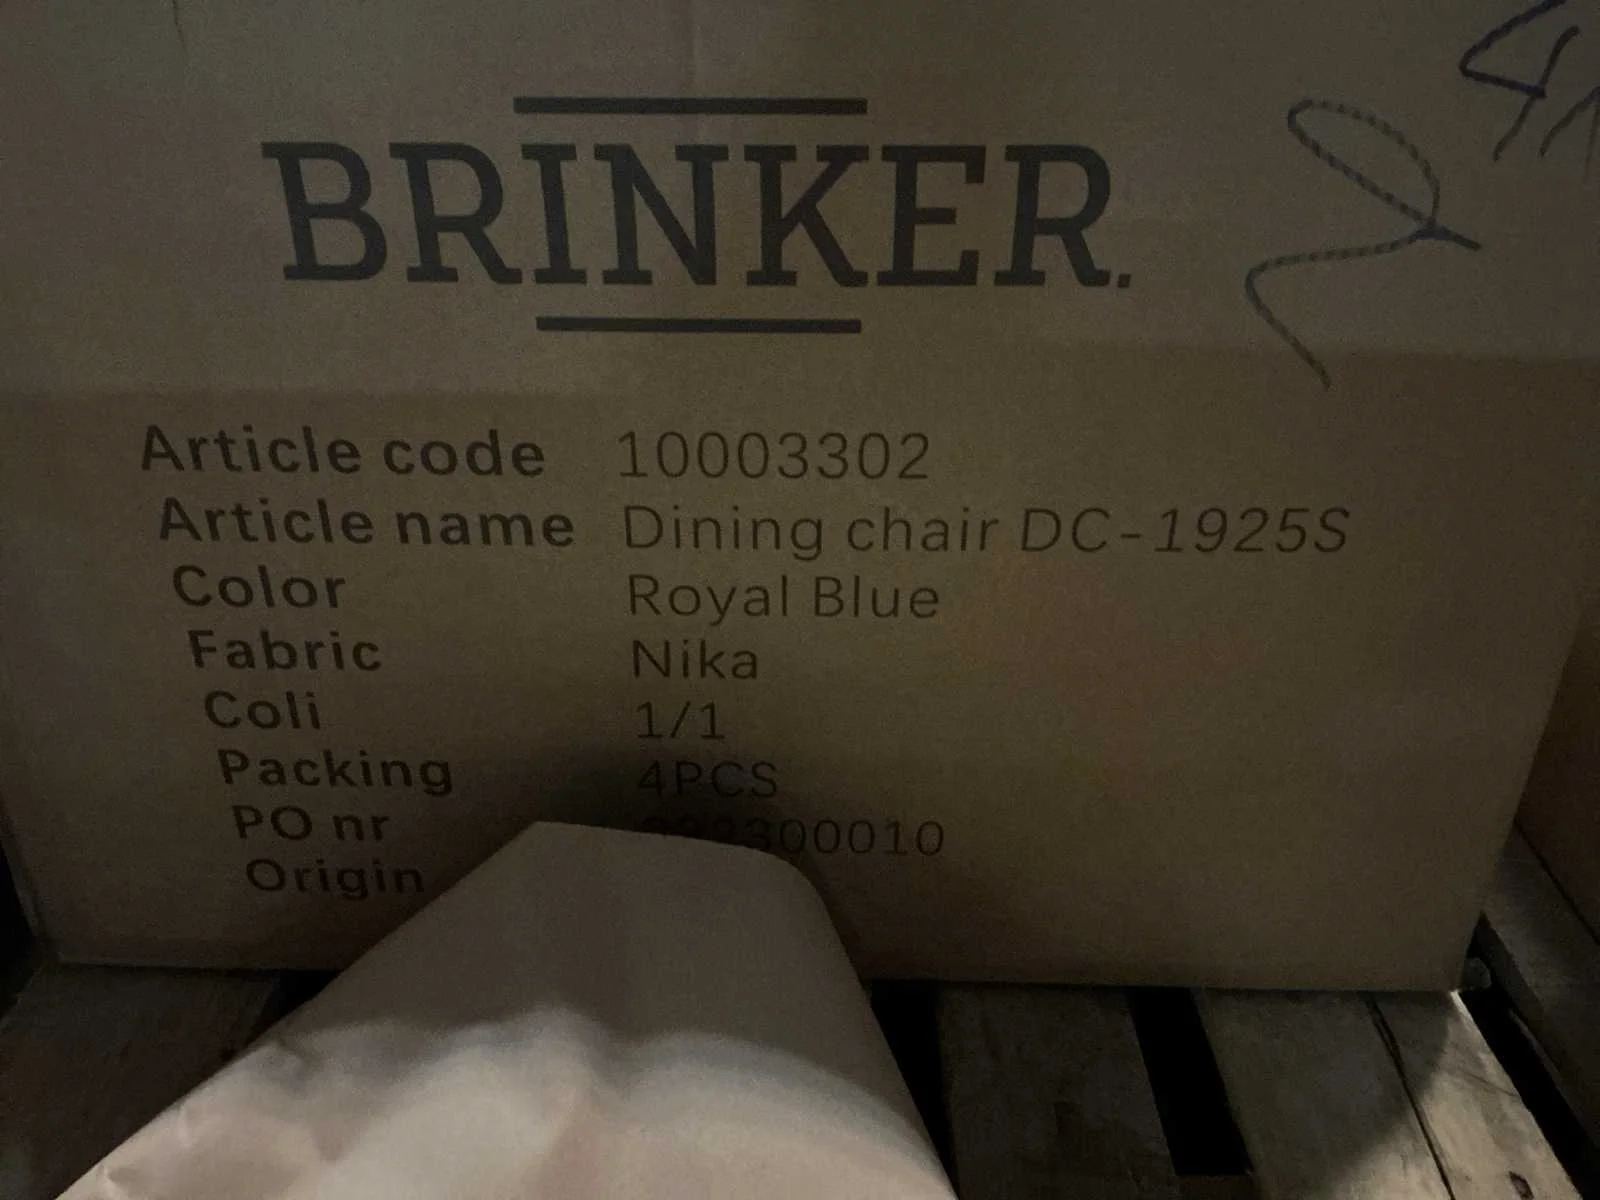 BRINKER.
Article code 10003302
Article name Dining chair DC-1925S
Color Royal Blue
Fabric Nika
Coli 1/1
Packing 4PCS
PO nr
Origin